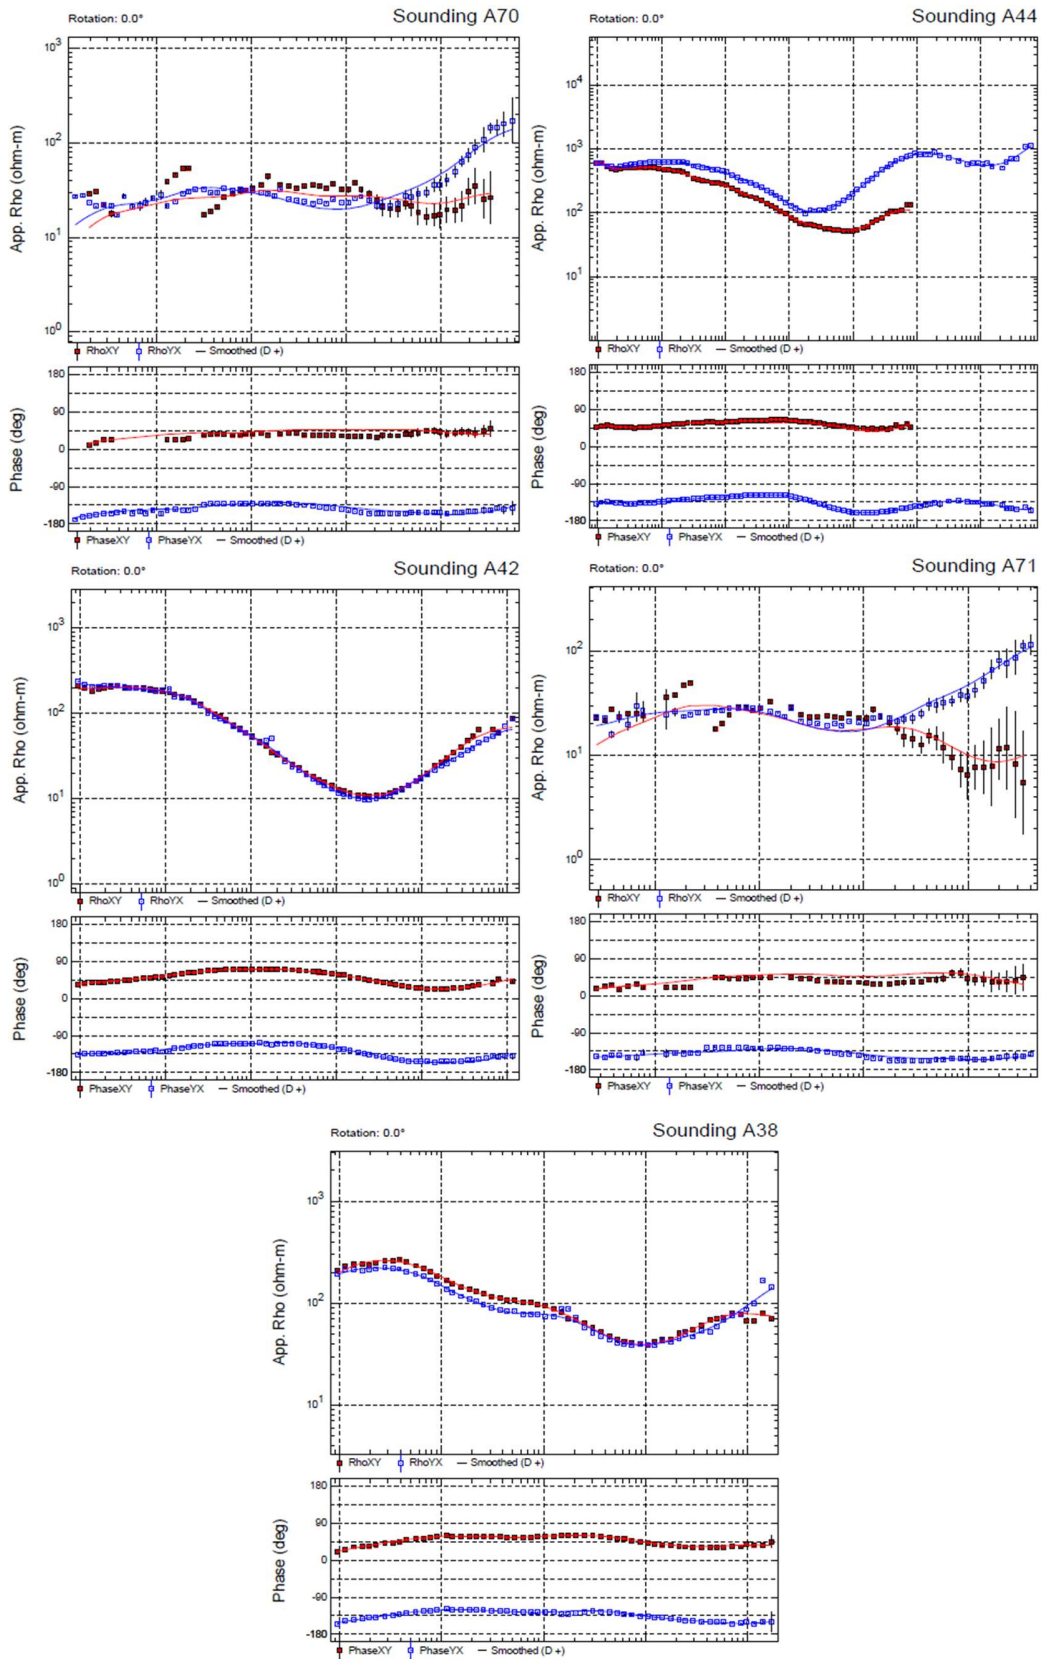 Rotation: 0.0° Sounding A70
10³
10²
10¹
10⁰
App. Rho (ohm-m)
RhoXY RhoYX — Smoothed (D+)
180
90
0
-90
-180
Phase (deg)
PhaseXY PhaseYX — Smoothed (D+)
Rotation: 0.0° Sounding A44
10⁴
10³
10²
10¹
App. Rho (ohm-m)
RhoXY RhoYX — Smoothed (D+)
180
90
0
-90
-180
Phase (deg)
PhaseXY PhaseYX — Smoothed (D+)
Rotation: 0.0° Sounding A42
10³
10²
10¹
10⁰
App. Rho (ohm-m)
RhoXY RhoYX — Smoothed (D+)
180
90
0
-90
-180
Phase (deg)
PhaseXY PhaseYX — Smoothed (D+)
Rotation: 0.0° Sounding A71
10²
10¹
10⁰
App. Rho (ohm-m)
RhoXY RhoYX — Smoothed (D+)
180
90
0
-90
-180
Phase (deg)
PhaseXY PhaseYX — Smoothed (D+)
Rotation: 0.0° Sounding A38
10³
10²
10¹
App. Rho (ohm-m)
RhoXY RhoYX — Smoothed (D+)
180
90
0
-90
-180
Phase (deg)
PhaseXY PhaseYX — Smoothed (D+)